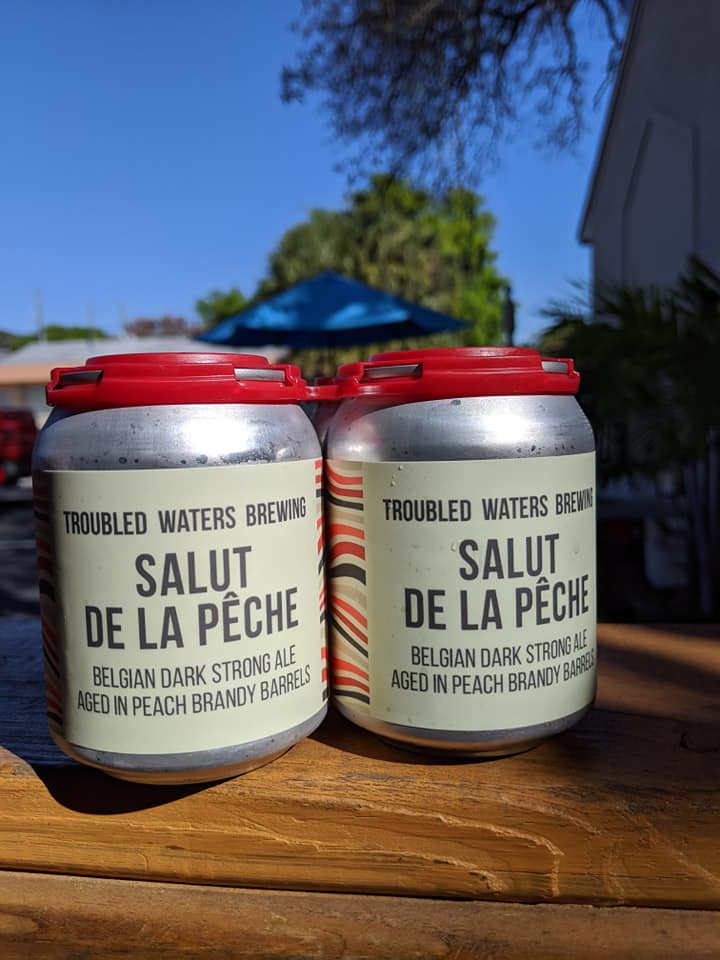 TROUBLED WATERS BREWING
SALUT
DE LA PÊCHE
BELGIAN DARK STRONG ALE
AGED IN PEACH BRANDY BARRELS
TROUBLED WATERS BREWING
SALUT
DE LA PÊCHE
BELGIAN DARK STRONG ALE
AGED IN PEACH BRANDY BARRELS